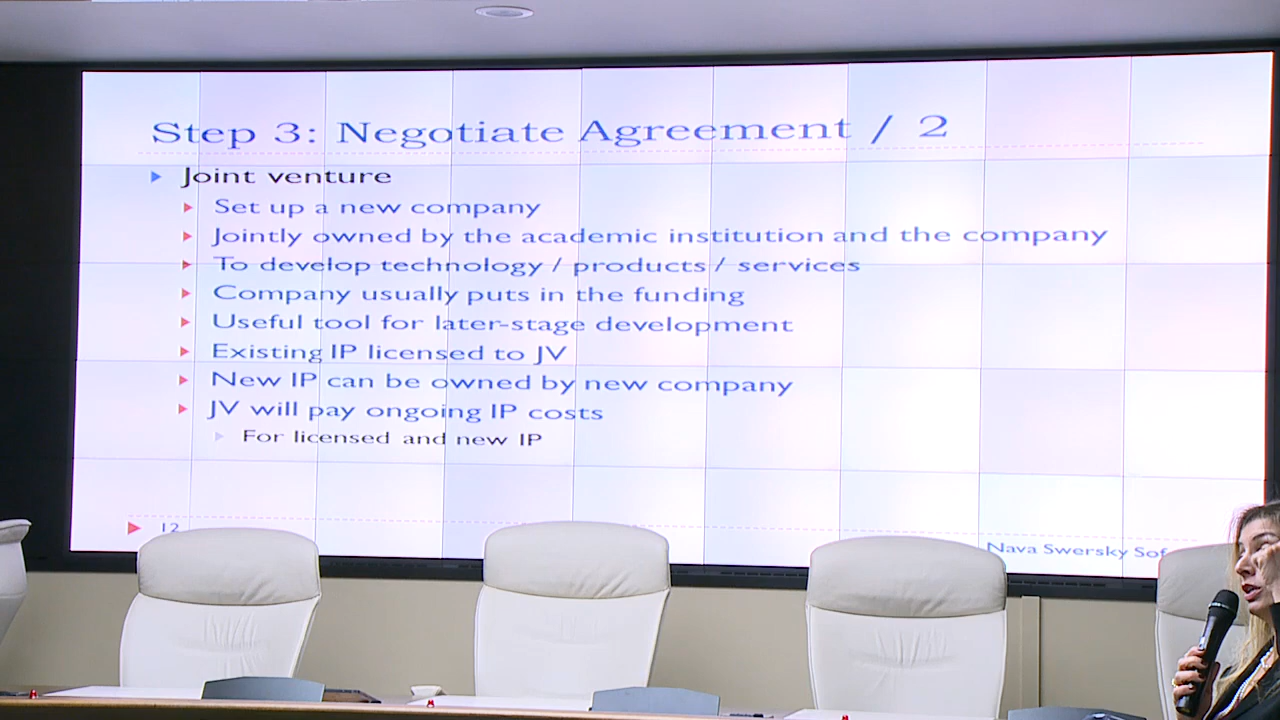 Step 3: Negotiate Agreement / 2
Joint venture
Set up a new company
Jointly owned by the academic institution and the company
To develop technology / products / services
Company usually puts in the funding
Useful tool for later-stage development
Existing IP licensed to JV
New IP can be owned by new company
JV will pay ongoing IP costs
For licensed and new IP
12
Nava Swersky